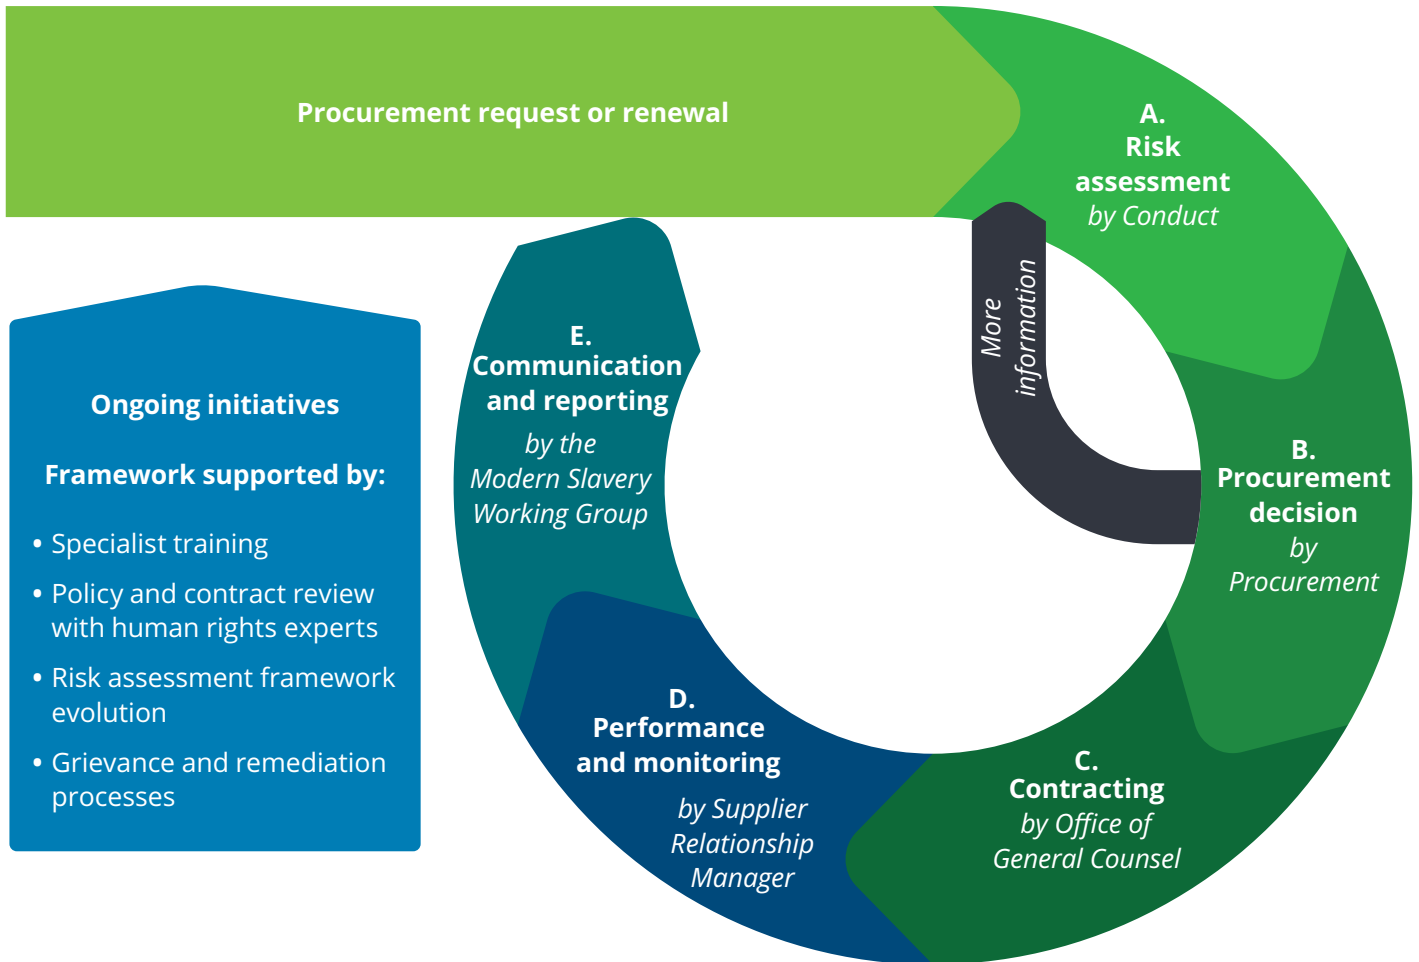 Procurement request or renewal
A.
Risk
assessment
by Conduct
More
information
B.
Procurement
decision
by
Procurement
C.
Contracting
by Office of
General Counsel
D.
Performance
and monitoring
by Supplier
Relationship
Manager
E.
Communication
and reporting
by the
Modern Slavery
Working Group
Ongoing initiatives
Framework supported by:
• Specialist training
• Policy and contract review
with human rights experts
• Risk assessment framework
evolution
• Grievance and remediation
processes